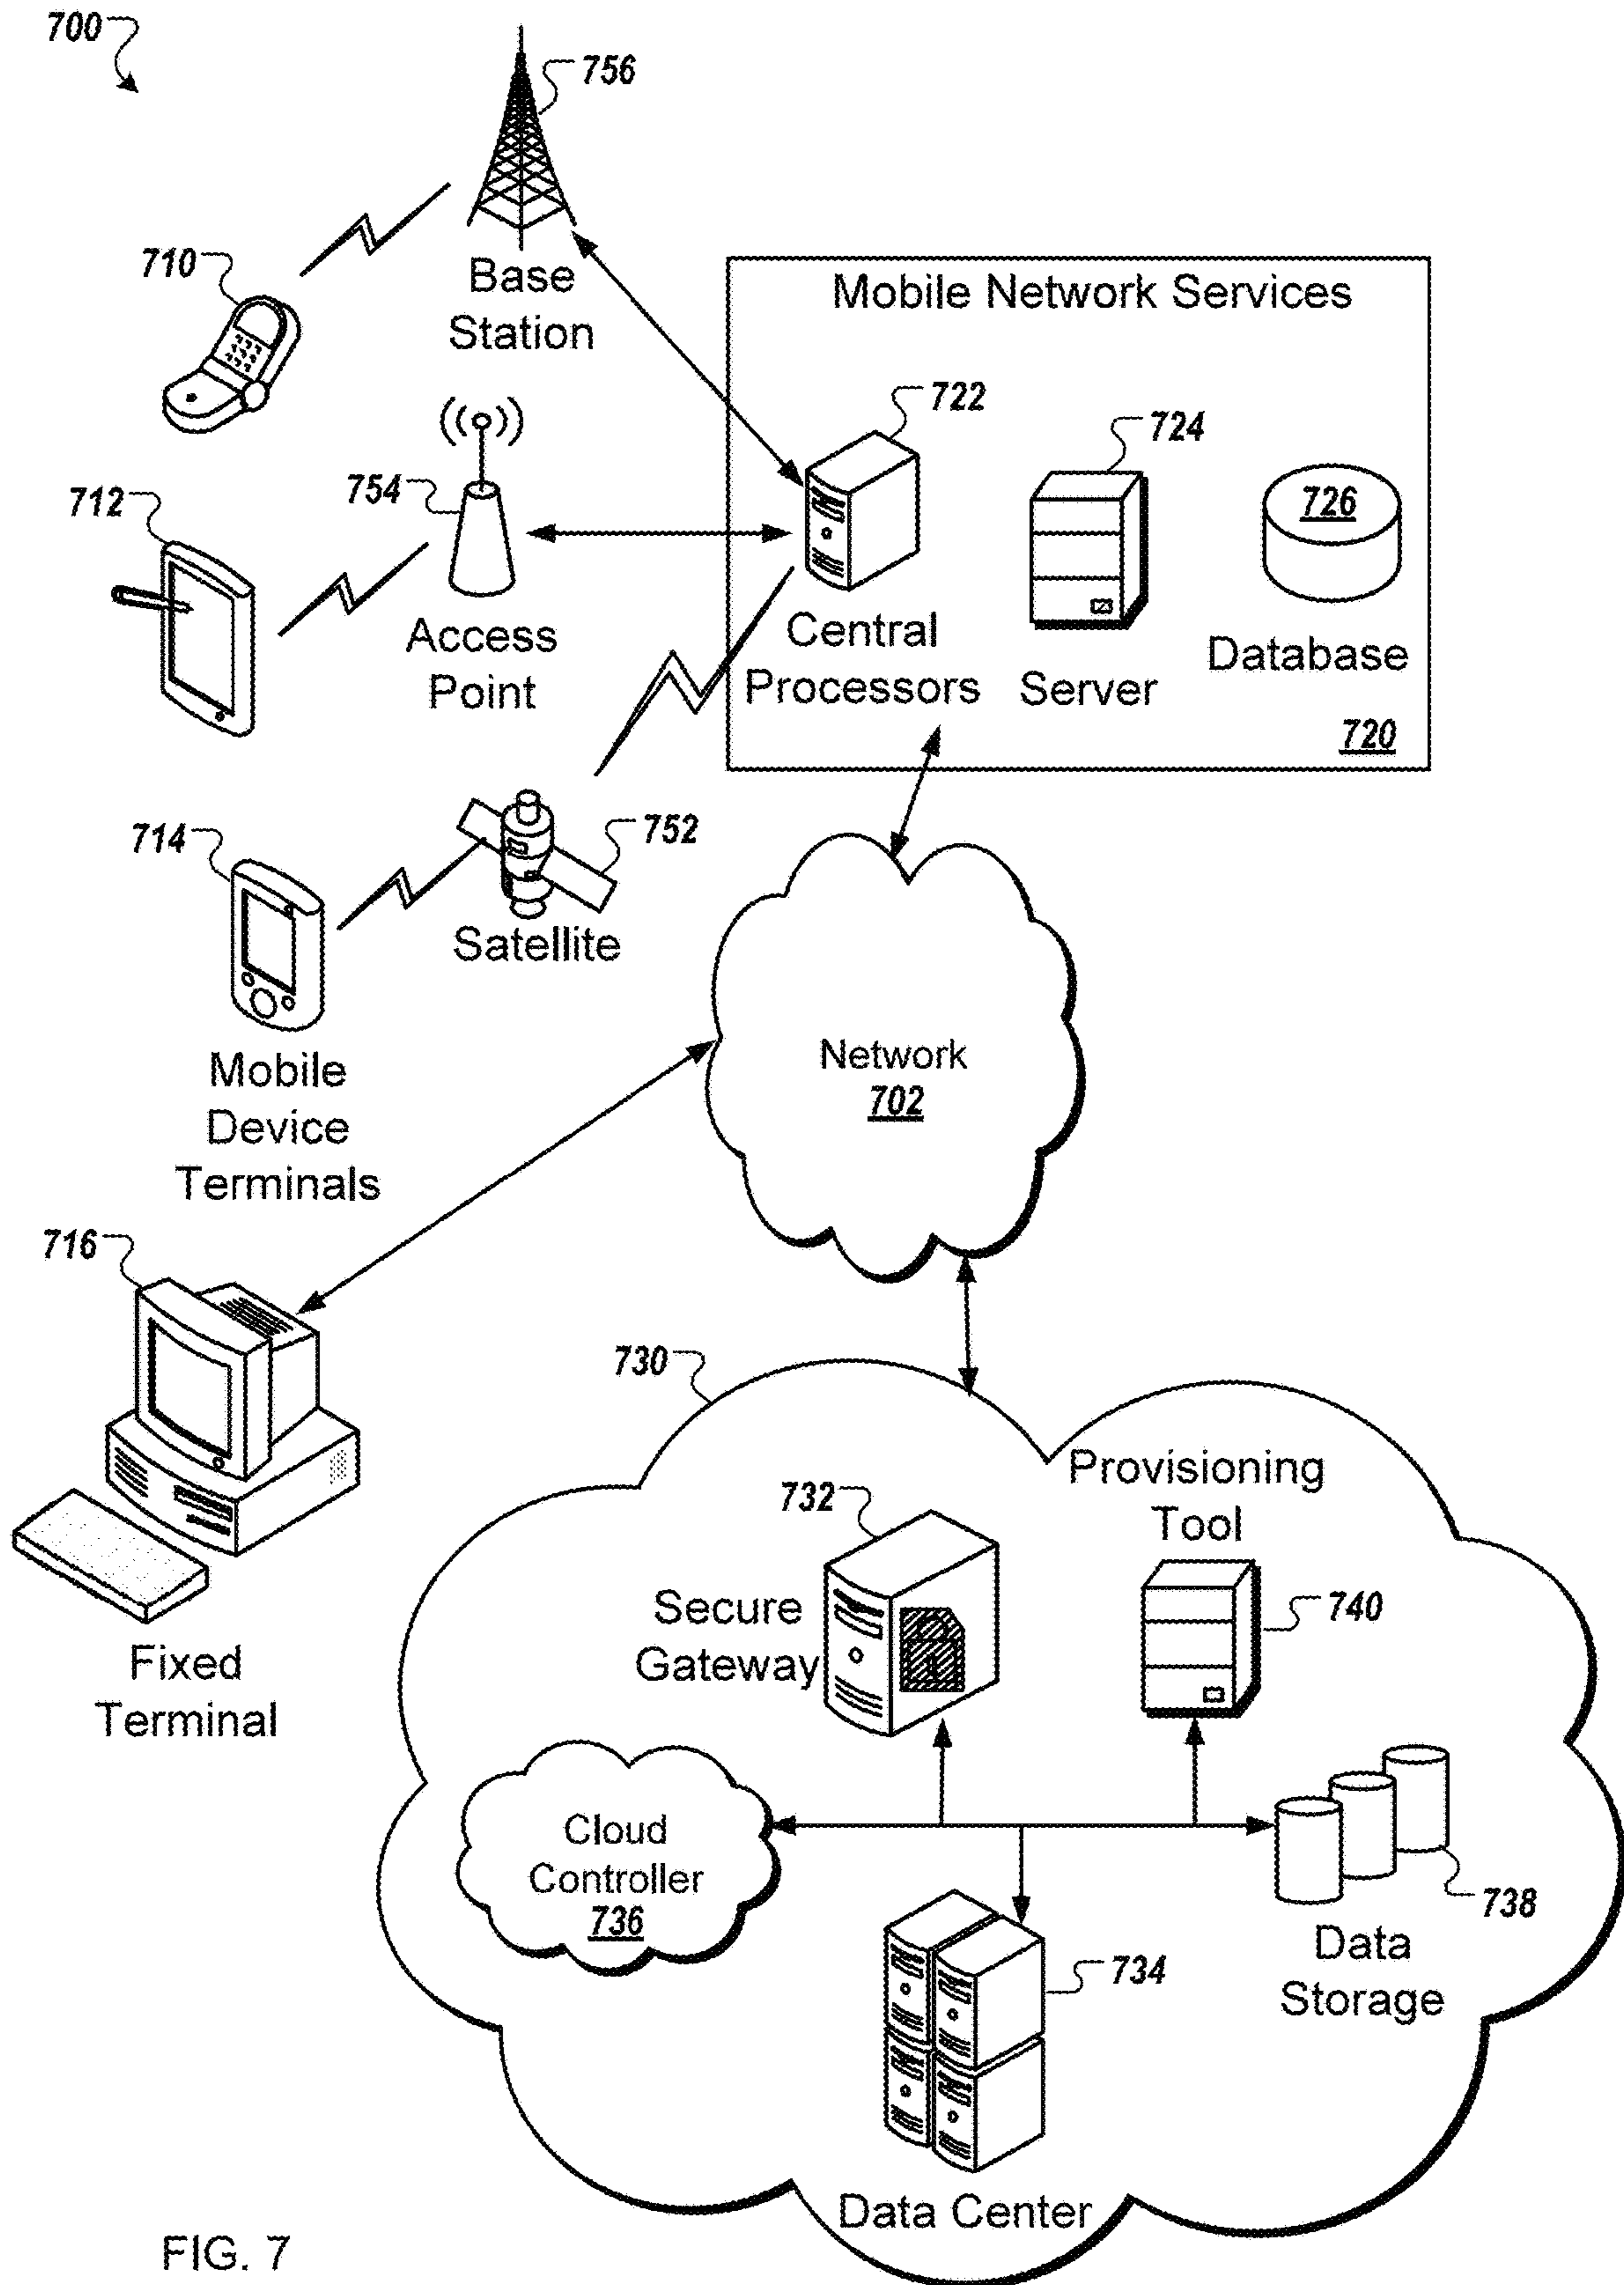 700
756
Base
Station
710
Mobile Network Services
722
724
726
754
712
Access
Point
Central
Processors
Server
Database
720
714
752
Satellite
Mobile
Device
Terminals
Network
702
716
Fixed
Terminal
730
Provisioning
Tool
732
740
Secure
Gateway
Cloud
Controller
736
738
Data
Storage
734
Data Center
FIG. 7